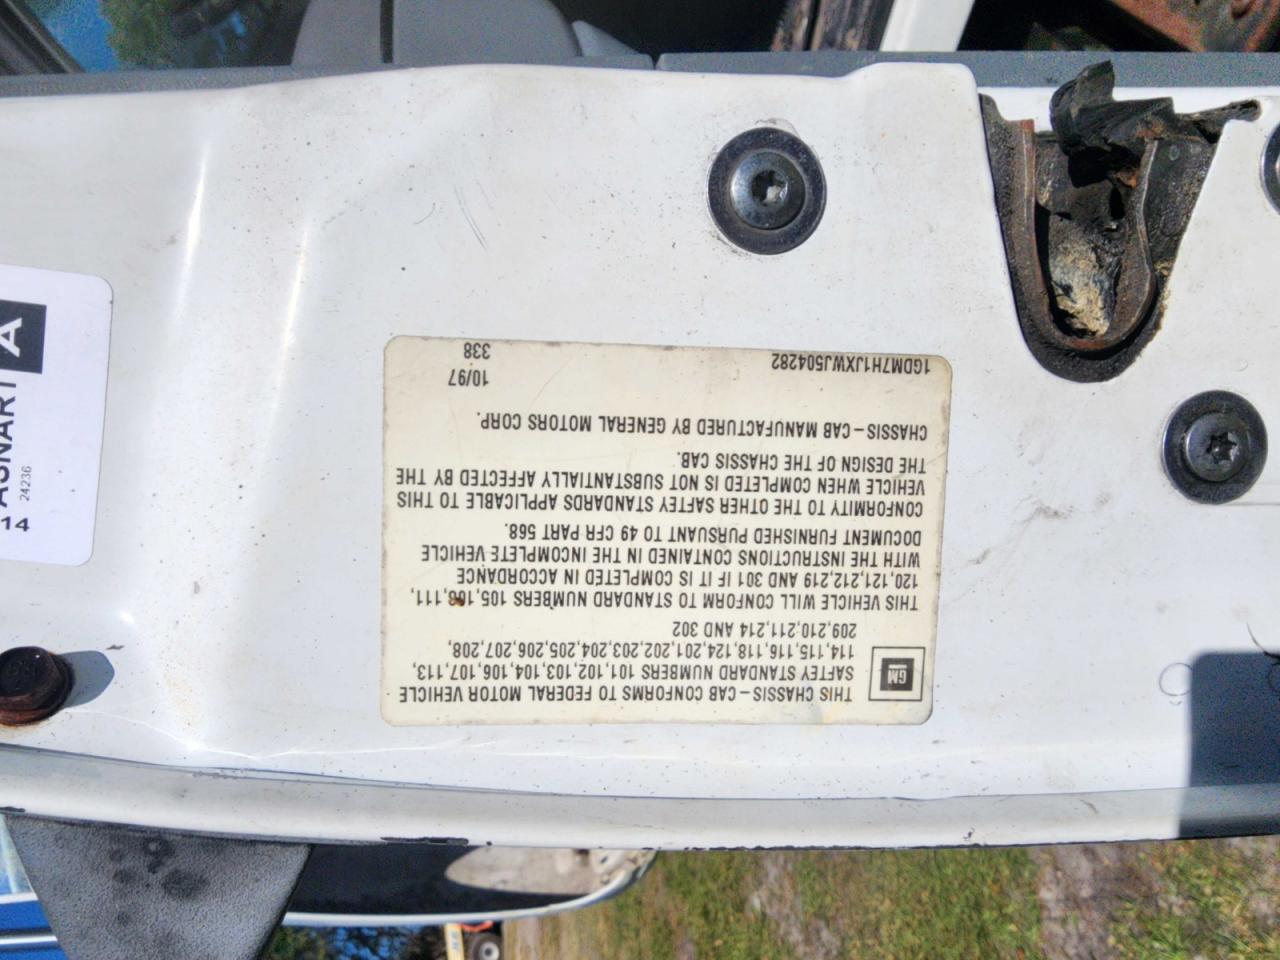 GM
THIS CHASSIS-CAB CONFORMS TO FEDERAL MOTOR VEHICLE
SAFTEY STANDARD NUMBERS 101, 102, 103, 104, 106, 107, 113,
114, 115, 116, 118, 124, 201, 202, 203, 204, 205, 206, 207, 208,
209, 210, 211, 214 AND 302
THIS VEHICLE WILL CONFORM TO STANDARD NUMBERS 105, 108, 111,
120, 121, 212, 219 AND 301 IF IT IS COMPLETED IN ACCORDANCE
WITH THE INSTRUCTIONS CONTAINED IN THE INCOMPLETE VEHICLE
DOCUMENT FURNISHED PURSUANT TO 49 CFR PART 568.
CONFORMITY TO THE OTHER SAFTEY STANDARDS APPLICABLE TO THIS
VEHICLE WHEN COMPLETED IS NOT SUBSTANTIALLY AFFECTED BY THE
THE DESIGN OF THE CHASSIS CAB.
CHASSIS-CAB MANUFACTURED BY GENERAL MOTORS CORP.
10/97
1GDM7H1JXWJ504282 338
A
24236
14